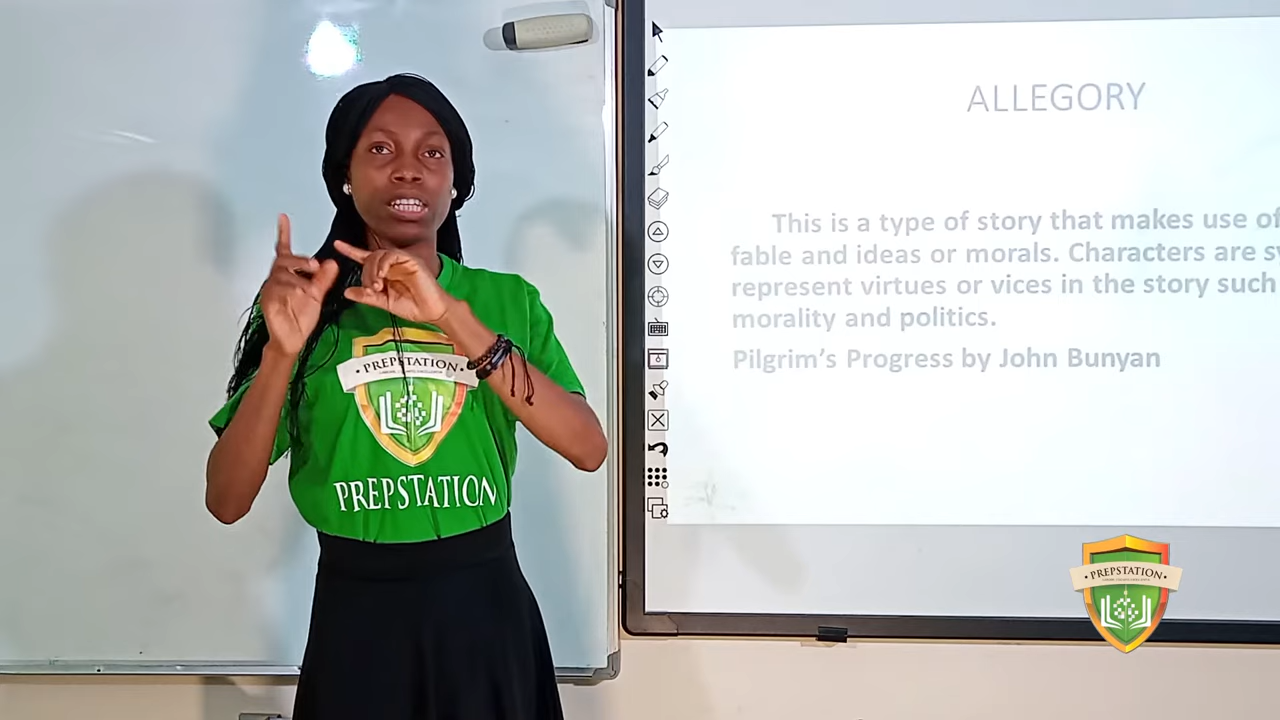 ALLEGORY
This is a type of story that makes use of
fable and ideas or morals. Characters are
represent virtues or vices in the story such
morality and politics.
Pilgrim's Progress by John Bunyan
PREPSTATION
PREPSTATION
PREPSTATION